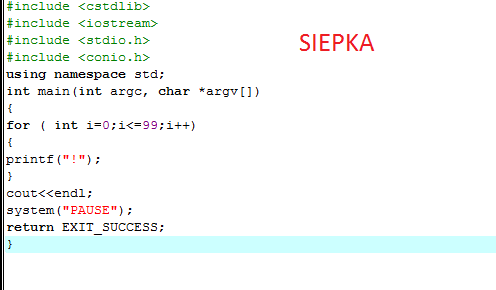 #include <cstdlib>
#include <iostream>
#include <stdio.h>
#include <conio.h>
SIEPKA
using namespace std;
int main(int argc, char *argv[])
{
for ( int i=0;i<=99;i++)
{
printf("!");
}
cout<<endl;
system("PAUSE");
return EXIT_SUCCESS;
}